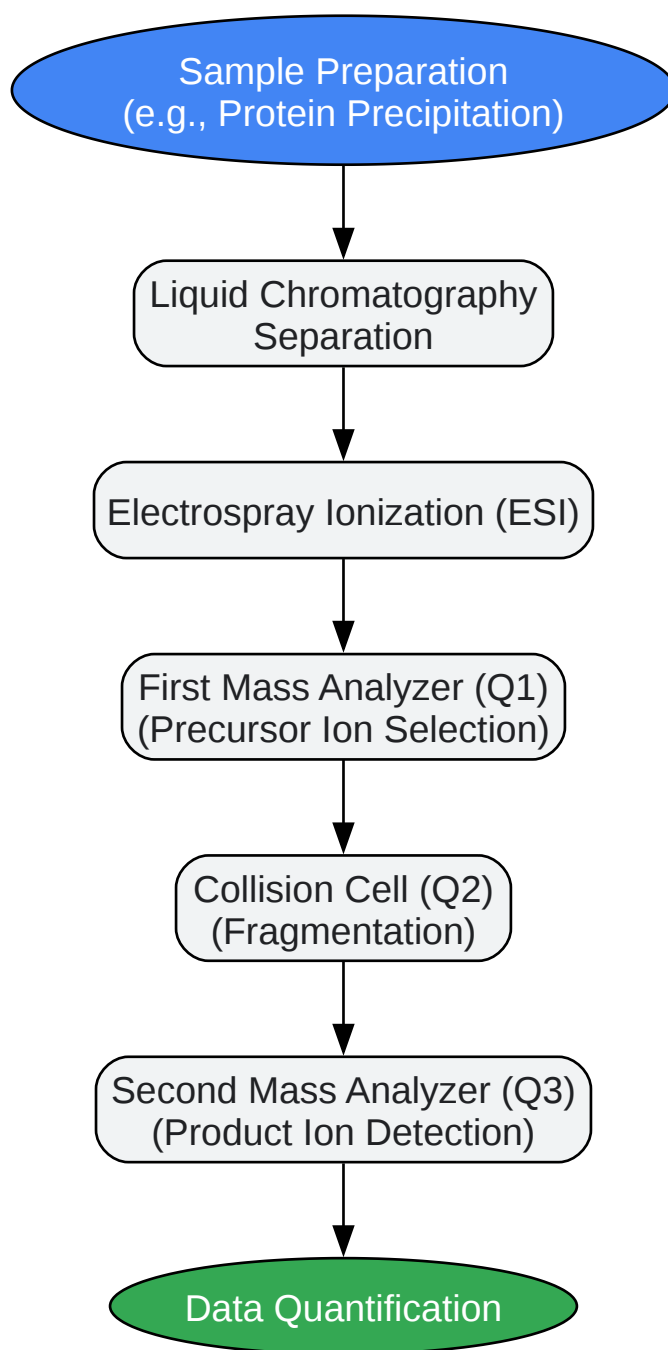 Sample Preparation
(e.g., Protein Precipitation)
Liquid Chromatography
Separation
Electrospray Ionization (ESI)
First Mass Analyzer (Q1)
(Precursor Ion Selection)
Collision Cell (Q2)
(Fragmentation)
Second Mass Analyzer (Q3)
(Product Ion Detection)
Data Quantification